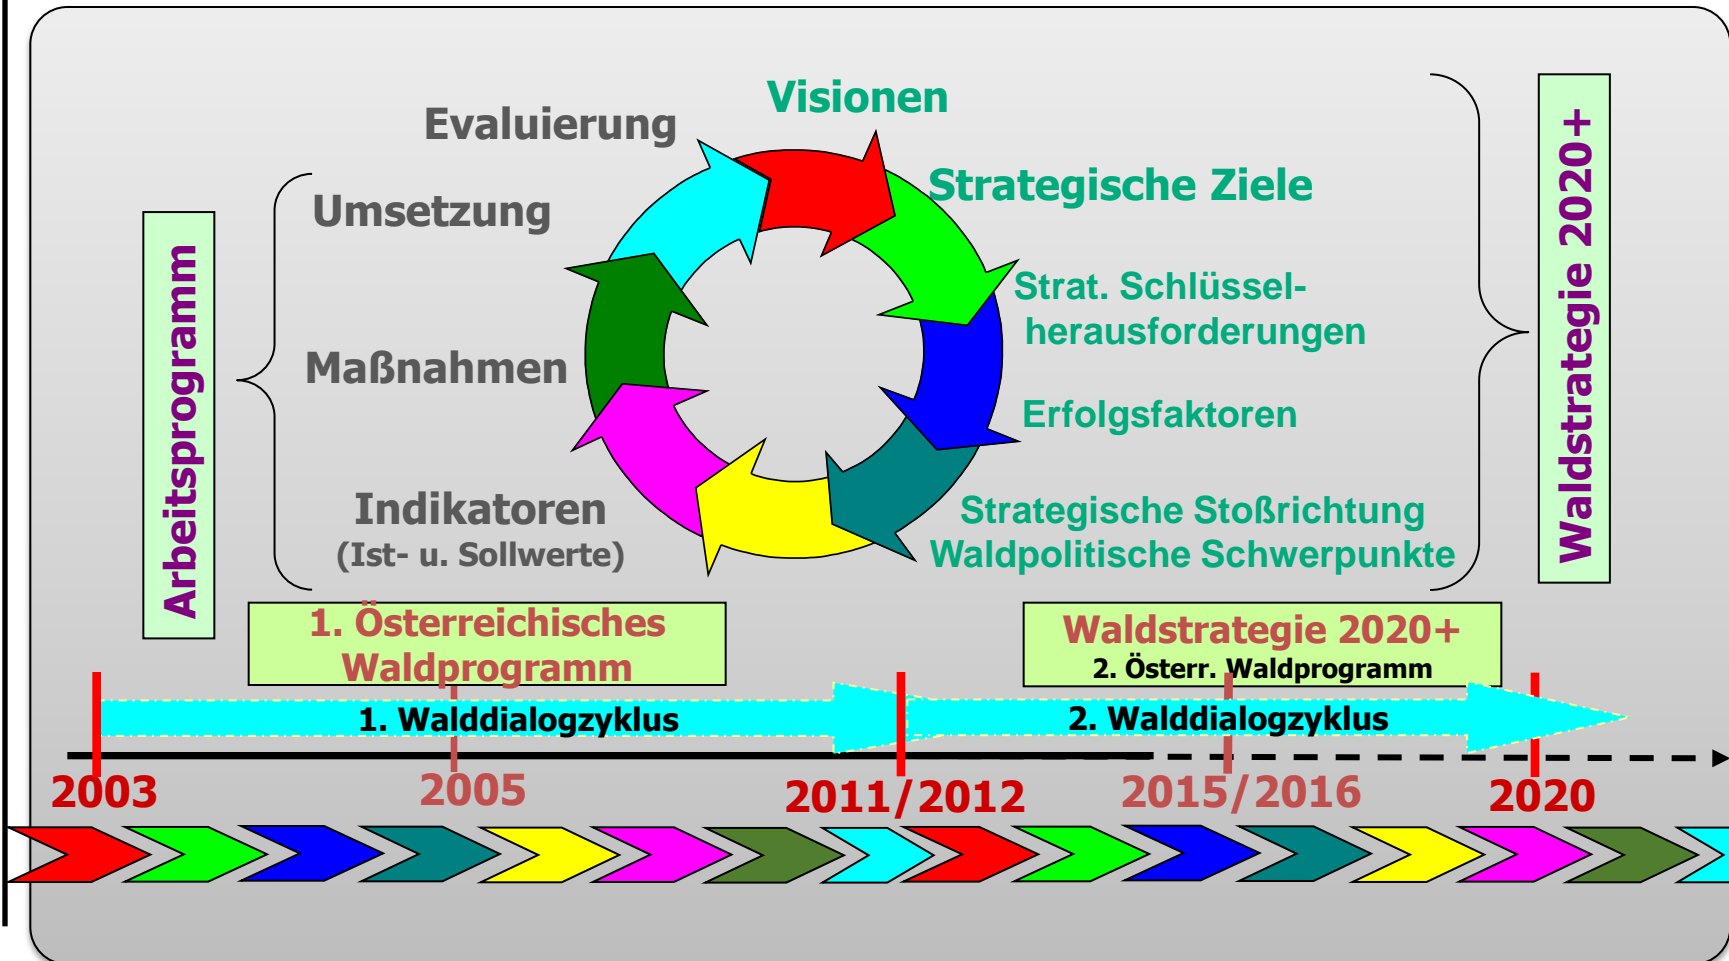 Visionen
Evaluierung
Strategische Ziele
Umsetzung
Strat. Schlüssel-
herausforderungen
Maßnahmen
Erfolgsfaktoren
Indikatoren
(Ist- u. Sollwerte)
Strategische Stoßrichtung
Waldpolitische Schwerpunkte
Arbeitsprogramm
Waldstrategie 2020+
1. Österreichisches
Waldprogramm
Waldstrategie 2020+
2. Österr. Waldprogramm
1. Walddialogzyklus
2. Walddialogzyklus
2003
2005
2011/2012
2015/2016
2020